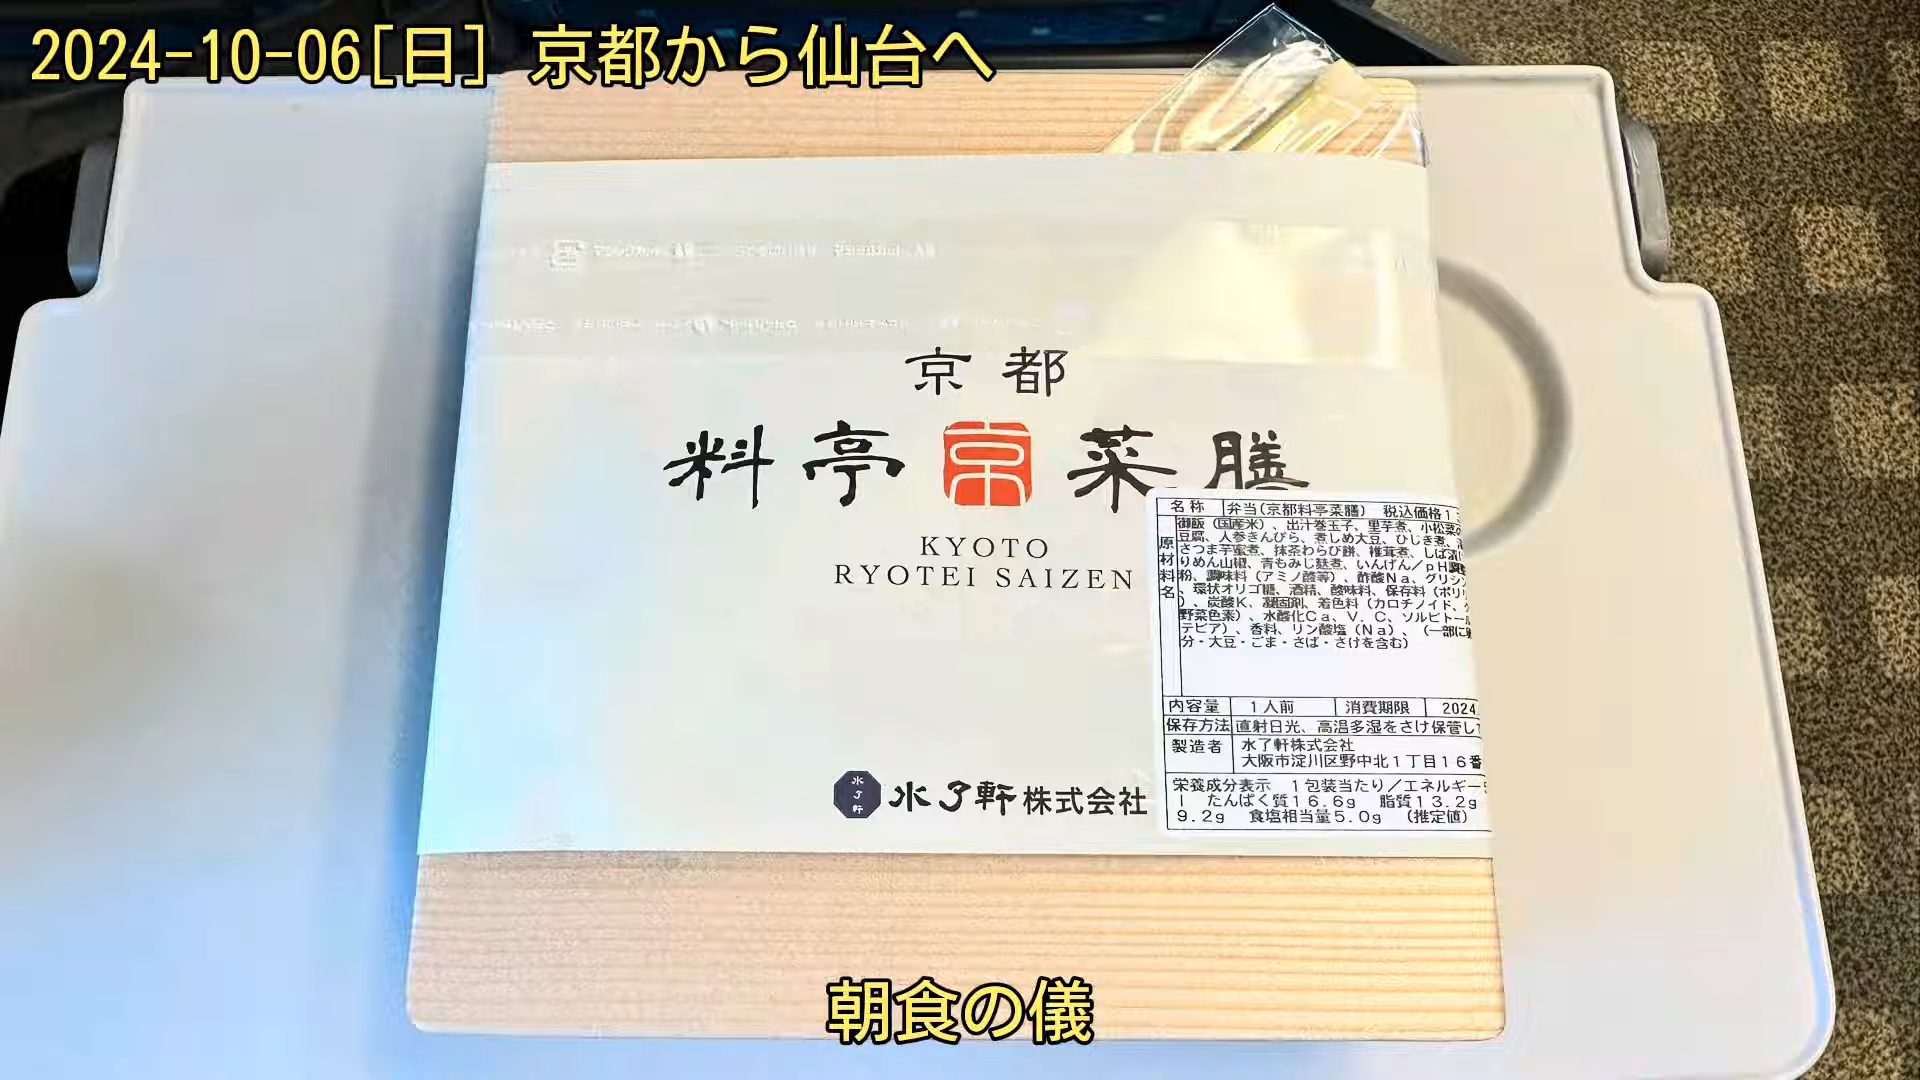 2024-10-06[日] 京都から仙台へ
京都
料亭 京 菜膳
KYOTO
RYOTEI SAIZEN
名称 弁当(京都料亭菜膳) 税込価格1
原材料名
御飯(国産米)、出汁巻玉子、里芋煮、小松菜
豆腐、人参きんぴら、煮しめ大豆、ひじき煮、
さつま芋蜜煮、抹茶わらび餅、椎茸煮、しば漬
りめん山椒、青もみじ麩煮、いんげん/pH調
粉、調味料(アミノ酸等)、酢酸Na、グリシン
、環状オリゴ糖、酒精、酸味料、保存料(ポリ
)、炭酸K、凝固剤、着色料(カロチノイド、
野菜色素)、水酸化Ca、V.C、ソルビトール
テビア)、香料、リン酸塩(Na)、(一部に
分・大豆・ごま・さば・さけを含む)
内容量 1人前 消費期限 2024.
保存方法 直射日光、高温多湿をさけ保管し
製造者 水了軒株式会社
大阪市淀川区野中北1丁目16番
栄養成分表示 1包装当たり/エネルギー
ー たんぱく質16.6g 脂質13.2g
9.2g 食塩相当量5.0g (推定値)
水了軒 水了軒株式会社
朝食の儀